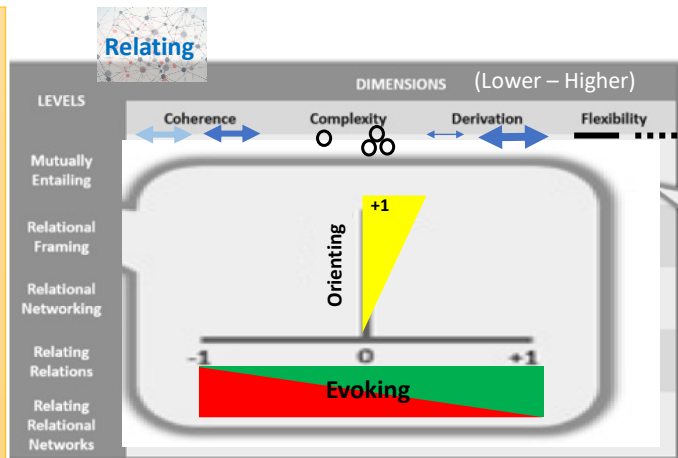 Relating
DIMENSIONS (Lower – Higher)
LEVELS
Coherence Complexity Derivation Flexibility
Mutually
Entailing
Relational
Framing
Relational
Networking
Relating
Relations
Relating
Relational
Networks
+1
Orienting
-1 0 +1
Evoking